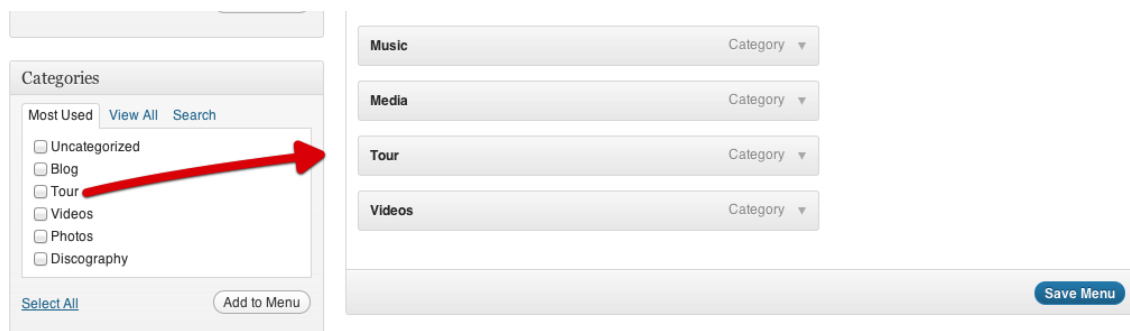 Categories
Most Used View All Search
Uncategorized
Blog
Tour
Videos
Photos
Discography
Select All Add to Menu
Music Category
Media Category
Tour Category
Videos Category
Save Menu